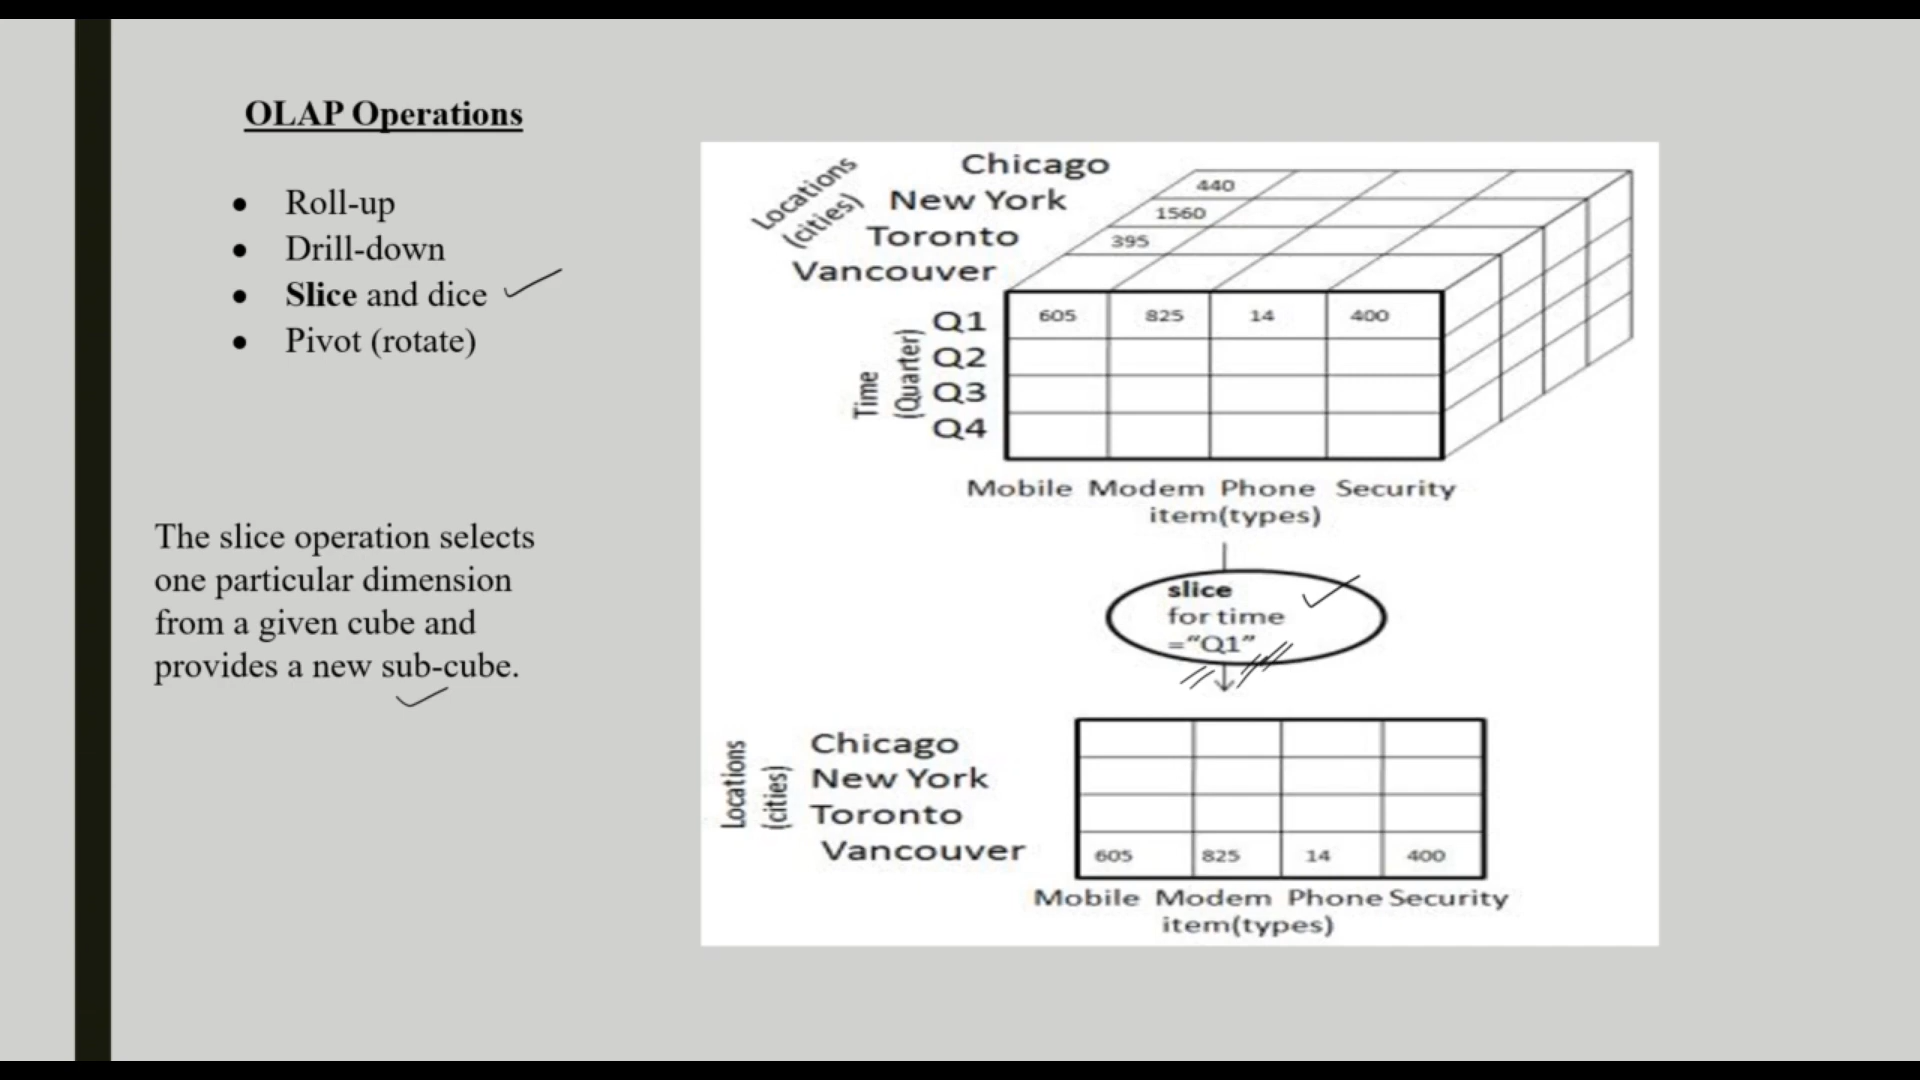 OLAP Operations
• Roll-up
• Drill-down
• Slice and dice
• Pivot (rotate)
The slice operation selects
one particular dimension
from a given cube and
provides a new sub-cube.
Locations
(cities)
Chicago
New York
Toronto
Vancouver
440
1560
395
Time
(Quarter)
Q1 605 825 14 400
Q2
Q3
Q4
Mobile Modem Phone Security
item(types)
slice
for time
="Q1"
Locations
(cities)
Chicago
New York
Toronto
Vancouver 605 825 14 400
Mobile Modem Phone Security
item(types)